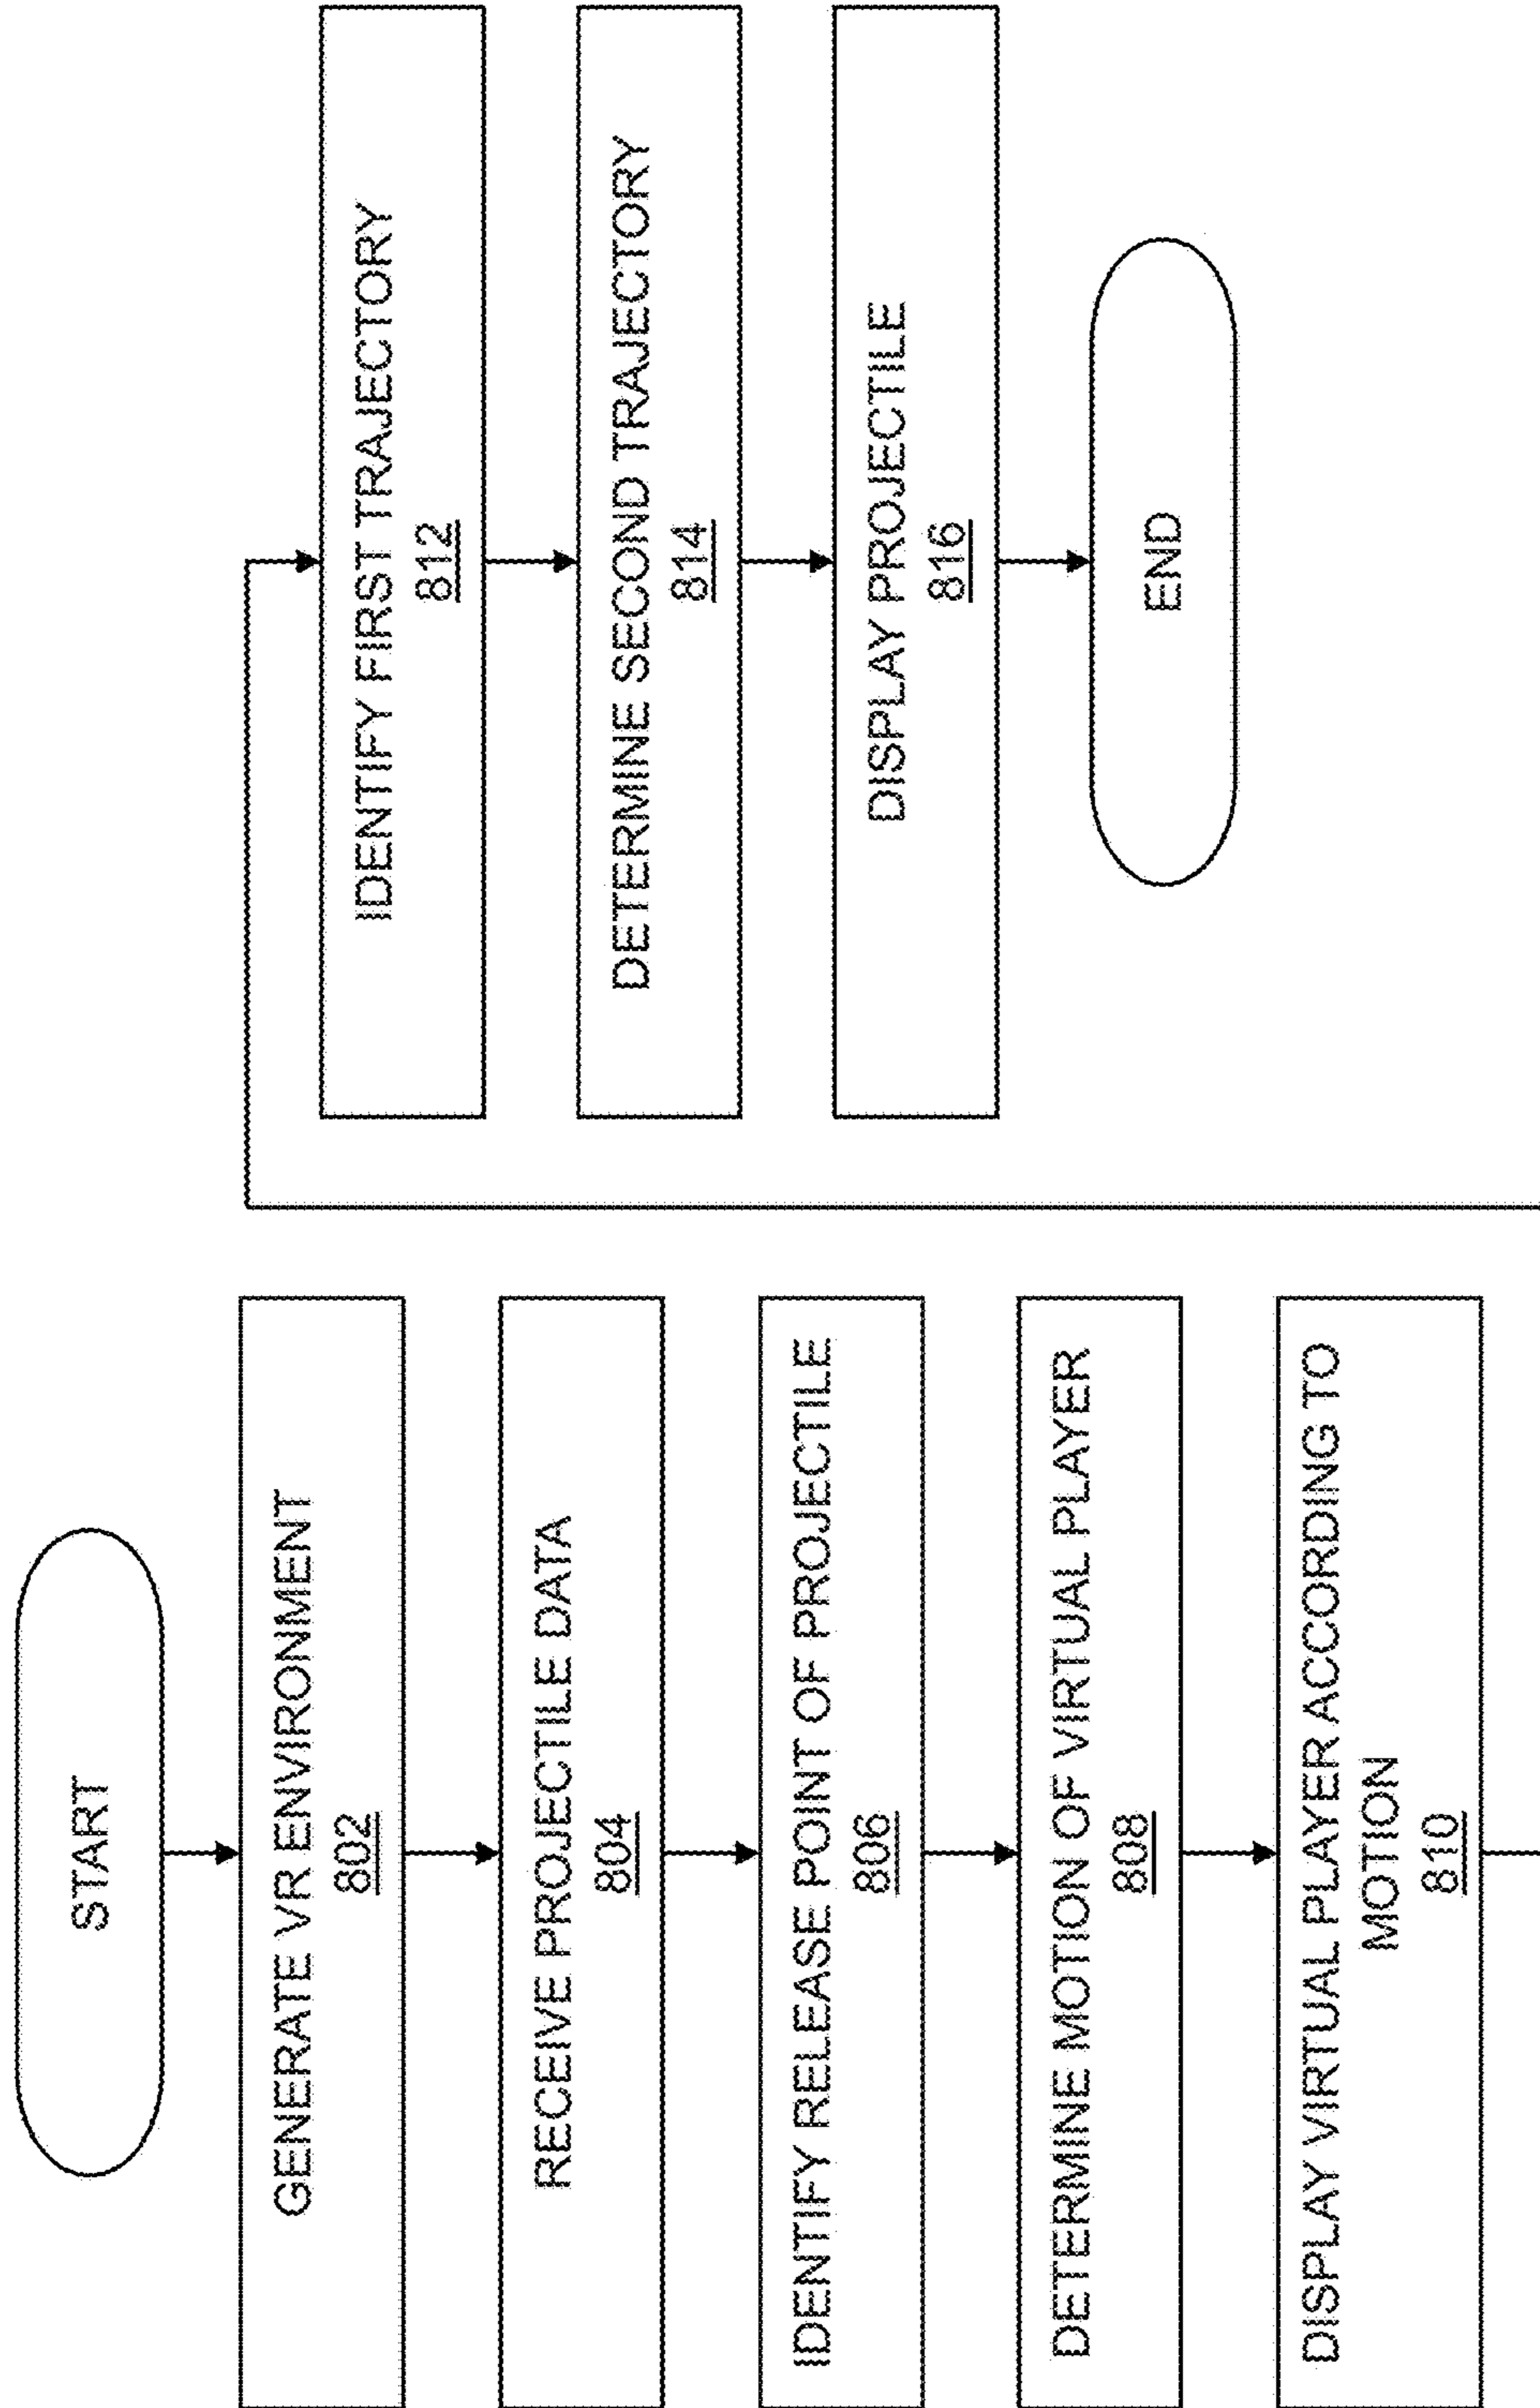 START
GENERATE VR ENVIRONMENT
802
RECEIVE PROJECTILE DATA
804
IDENTIFY RELEASE POINT OF PROJECTILE
806
DETERMINE MOTION OF VIRTUAL PLAYER
808
DISPLAY VIRTUAL PLAYER ACCORDING TO
MOTION
810
IDENTIFY FIRST TRAJECTORY
812
DETERMINE SECOND TRAJECTORY
814
DISPLAY PROJECTILE
816
END